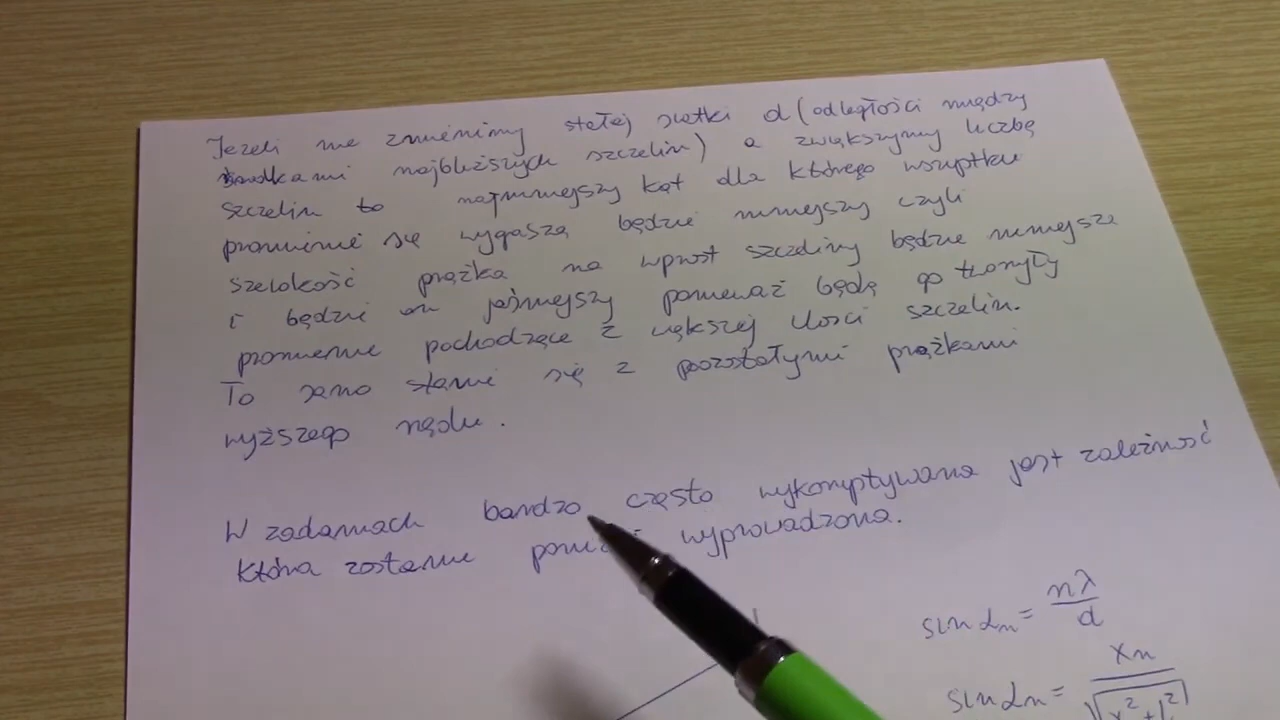 Jeżeli nie zmienimy stałej siatki d (odległości między
środkami najbliższych szczelin) a zwiększymy liczbę
szczelin to najmniejszy kąt dla którego wszystkie
promienie się wygaszą będzie mniejszy czyli
szerokość prążka na wprost szczeliny będzie mniejsza
i będzie on jaśniejszy ponieważ będą go tworzyły
promienie pochodzące z większej ilości szczelin.
To samo stanie się z pozostałymi prążkami
wyższego rzędu.
W zadaniach bardzo często wykorzystywana jest zależność
która zostanie wyprowadzona.
sin αn = nλ/d
sin αn = xn/√(x²+l²)